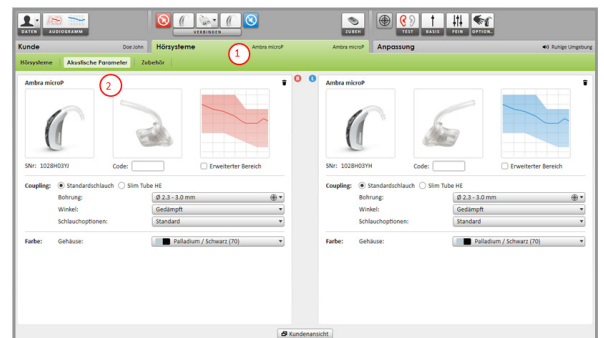 DATEN AUDIOGRAMM VERBINDEN ZUBEH TEST BASIS FEIN OPTION..
Kunde Doe John Hörsysteme Ambra microP Ambra microP Anpassung Ruhige Umgebung
1
Hörsysteme Akustische Parameter Zubehör
2
Ambra microP R L Ambra microP
SNr: 1028H03YJ Code: Erweiterter Bereich SNr: 1028H03YH Code: Erweiterter Bereich
Coupling: Standardschlauch Slim Tube HE Coupling: Standardschlauch Slim Tube HE
Bohrung: Ø 2.3 - 3.0 mm Bohrung: Ø 2.3 - 3.0 mm
Winkel: Gedämpft Winkel: Gedämpft
Schlauchoptionen: Standard Schlauchoptionen: Standard
Farbe: Gehäuse: Palladium / Schwarz (70) Farbe: Gehäuse: Palladium / Schwarz (70)
Kundenansicht